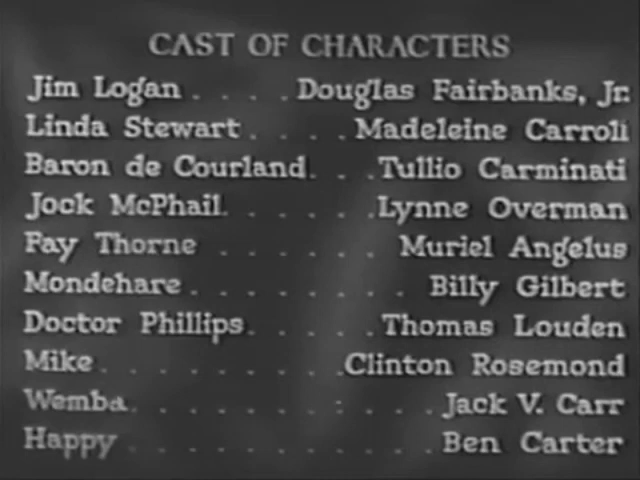 CAST OF CHARACTERS
Jim Logan . . . . Douglas Fairbanks, Jr.
Linda Stewart . . . . Madeleine Carroll
Baron de Courland. . .Tullio Carminati
Jock McPhail. . . . . .Lynne Overman
Fay Thorne . . . . . . Muriel Angelus
Mondehare . . . . . . . . Billy Gilbert
Doctor Phillips. . . . .Thomas Louden
Mike. . . . . . . . .Clinton Rosemond
Wemba. . . . . . . . . . . Jack V. Carr
Happy . . . . . . . . . . . Ben Carter